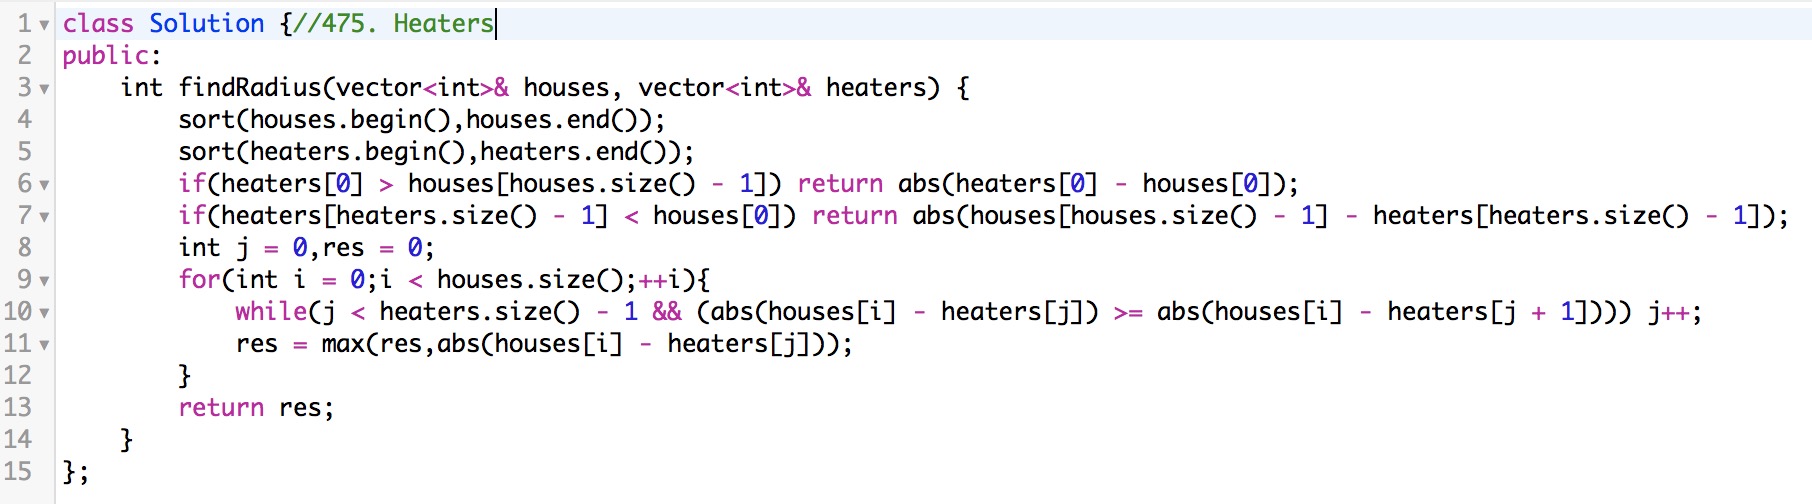 1 class Solution {//475. Heaters
2 public:
3     int findRadius(vector<int>& houses, vector<int>& heaters) {
4         sort(houses.begin(),houses.end());
5         sort(heaters.begin(),heaters.end());
6         if(heaters[0] > houses[houses.size() - 1]) return abs(heaters[0] - houses[0]);
7         if(heaters[heaters.size() - 1] < houses[0]) return abs(houses[houses.size() - 1] - heaters[heaters.size() - 1]);
8         int j = 0,res = 0;
9         for(int i = 0;i < houses.size();++i){
10             while(j < heaters.size() - 1 && (abs(houses[i] - heaters[j]) >= abs(houses[i] - heaters[j + 1]))) j++;
11             res = max(res,abs(houses[i] - heaters[j]));
12         }
13         return res;
14     }
15 };